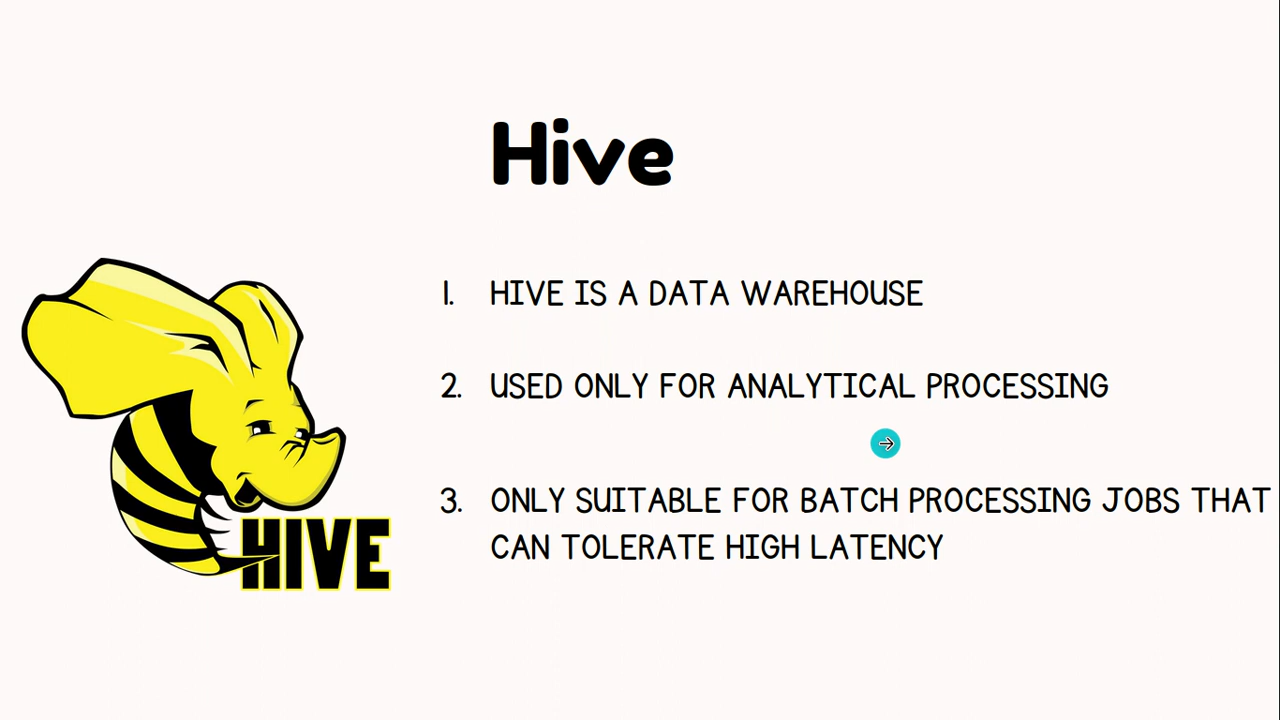 Hive
1. HIVE IS A DATA WAREHOUSE
2. USED ONLY FOR ANALYTICAL PROCESSING
3. ONLY SUITABLE FOR BATCH PROCESSING JOBS THAT
CAN TOLERATE HIGH LATENCY
HIVE